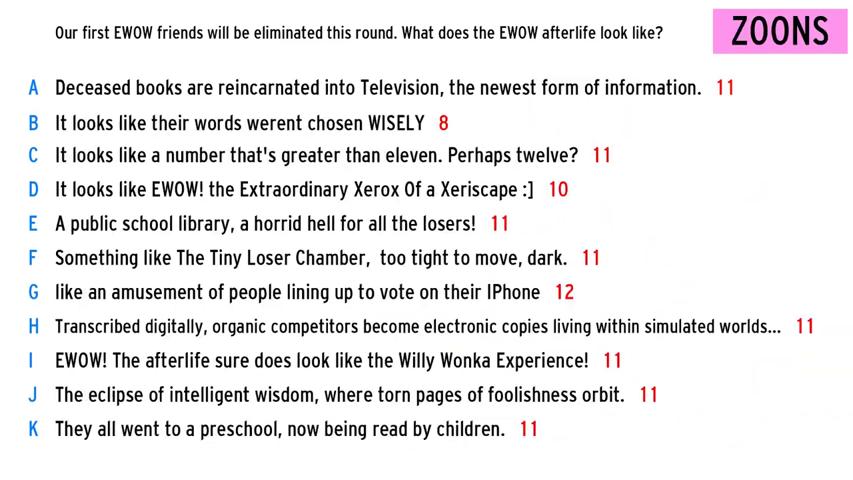 Our first EWOW friends will be eliminated this round. What does the EWOW afterlife look like?
ZOONS
A Deceased books are reincarnated into Television, the newest form of information. 11
B It looks like their words werent chosen WISELY 8
C It looks like a number that's greater than eleven. Perhaps twelve? 11
D It looks like EWOW! the Extraordinary Xerox Of a Xeriscape :] 10
E A public school library, a horrid hell for all the losers! 11
F Something like The Tiny Loser Chamber, too tight to move, dark. 11
G like an amusement of people lining up to vote on their IPhone 12
H Transcribed digitally, organic competitors become electronic copies living within simulated worlds... 11
I EWOW! The afterlife sure does look like the Willy Wonka Experience! 11
J The eclipse of intelligent wisdom, where torn pages of foolishness orbit. 11
K They all went to a preschool, now being read by children. 11